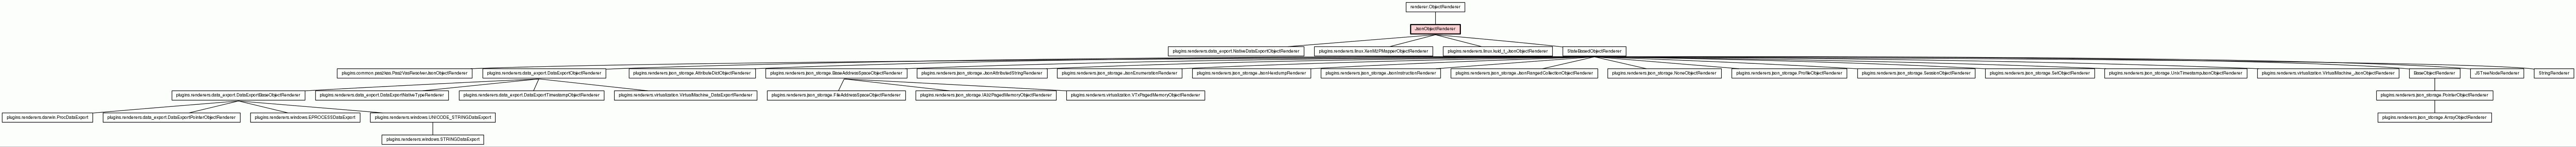 renderer.ObjectRenderer
JsonObjectRenderer
plugins.renderers.data_export.NativeDataExportObjectRenderer
plugins.renderers.linux.XenM2PMapperObjectRenderer
plugins.renderers.linux.kuid_t_JsonObjectRenderer
StateBasedObjectRenderer
plugins.common.pas2vas.Pas2VasResolverJsonObjectRenderer
plugins.renderers.data_export.DataExportObjectRenderer
plugins.renderers.json_storage.AttributeDictObjectRenderer
plugins.renderers.json_storage.BaseAddressSpaceObjectRenderer
plugins.renderers.json_storage.JsonAttributedStringRenderer
plugins.renderers.json_storage.JsonEnumerationRenderer
plugins.renderers.json_storage.JsonHexdumpRenderer
plugins.renderers.json_storage.JsonInstructionRenderer
plugins.renderers.json_storage.JsonRangedCollectionObjectRenderer
plugins.renderers.json_storage.NoneObjectRenderer
plugins.renderers.json_storage.ProfileObjectRenderer
plugins.renderers.json_storage.SessionObjectRenderer
plugins.renderers.json_storage.SetObjectRenderer
plugins.renderers.json_storage.UnixTimestampJsonObjectRenderer
plugins.renderers.virtualization.VirtualMachine_JsonObjectRenderer
BaseObjectRenderer
JSTreeNodeRenderer
StringRenderer
plugins.renderers.data_export.DataExportBaseObjectRenderer
plugins.renderers.data_export.DataExportNativeTypeRenderer
plugins.renderers.data_export.DataExportTimestampObjectRenderer
plugins.renderers.virtualization.VirtualMachine_DataExportRenderer
plugins.renderers.json_storage.FileAddressSpaceObjectRenderer
plugins.renderers.json_storage.IA32PagedMemoryObjectRenderer
plugins.renderers.virtualization.VTxPagedMemoryObjectRenderer
plugins.renderers.json_storage.PointerObjectRenderer
plugins.renderers.darwin.ProcDataExport
plugins.renderers.data_export.DataExportPointerObjectRenderer
plugins.renderers.windows.EPROCESSDataExport
plugins.renderers.windows.UNICODE_STRINGDataExport
plugins.renderers.json_storage.ArrayObjectRenderer
plugins.renderers.windows.STRINGDataExport